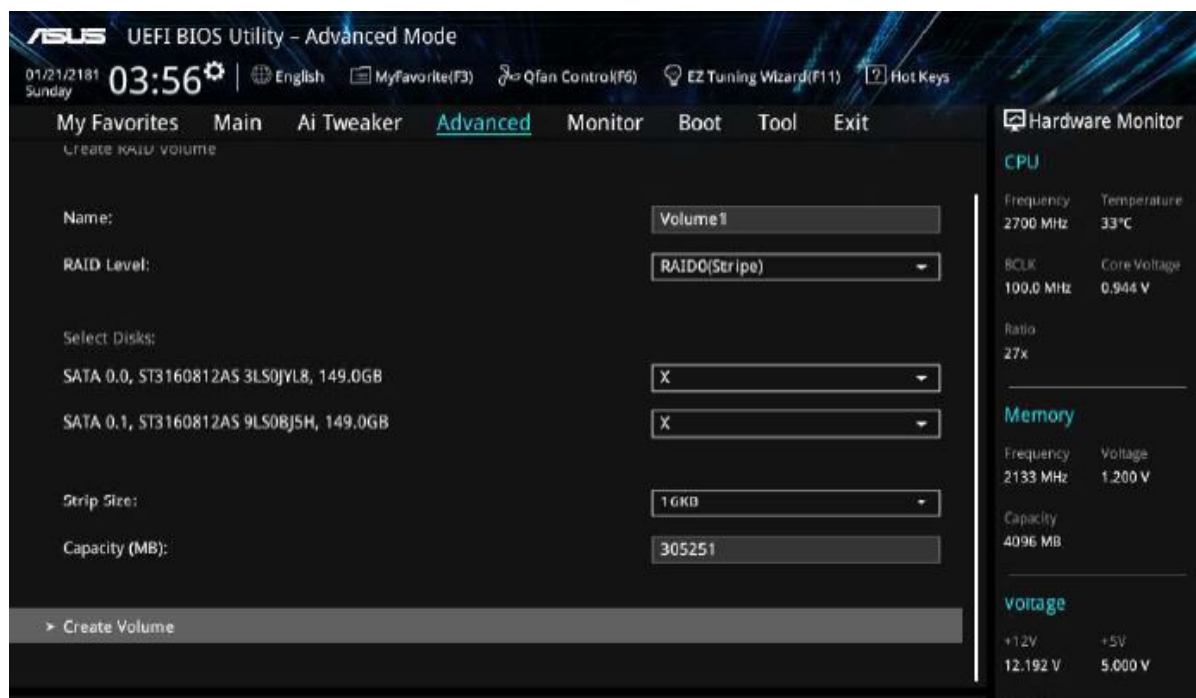 ASUS UEFI BIOS Utility – Advanced Mode
01/21/2181 Sunday 03:56 English MyFavorite(F3) Qfan Control(F6) EZ Tuning Wizard(F11) ? Hot Keys
My Favorites Main Ai Tweaker Advanced Monitor Boot Tool Exit
Create RAID Volume
Name: Volume1
RAID Level: RAID0(Stripe)
Select Disks:
SATA 0.0, ST3160812AS 3LS0JYL8, 149.0GB X
SATA 0.1, ST3160812AS 9LS0BJ5H, 149.0GB X
Strip Size: 16KB
Capacity (MB): 305251
> Create Volume
Hardware Monitor
CPU
Frequency Temperature
2700 MHz 33°C
BCLK Core Voltage
100.0 MHz 0.944 V
Ratio
27x
Memory
Frequency Voltage
2133 MHz 1.200 V
Capacity
4096 MB
Voltage
+12V +5V
12.192 V 5.000 V